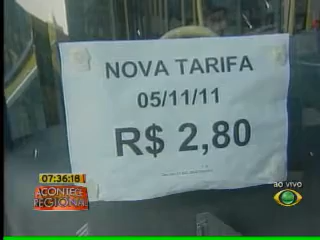 NOVA TARIFA
05/11/11
R$ 2,80
07:36:18
ACONTECE
REGIONAL
AO VIVO